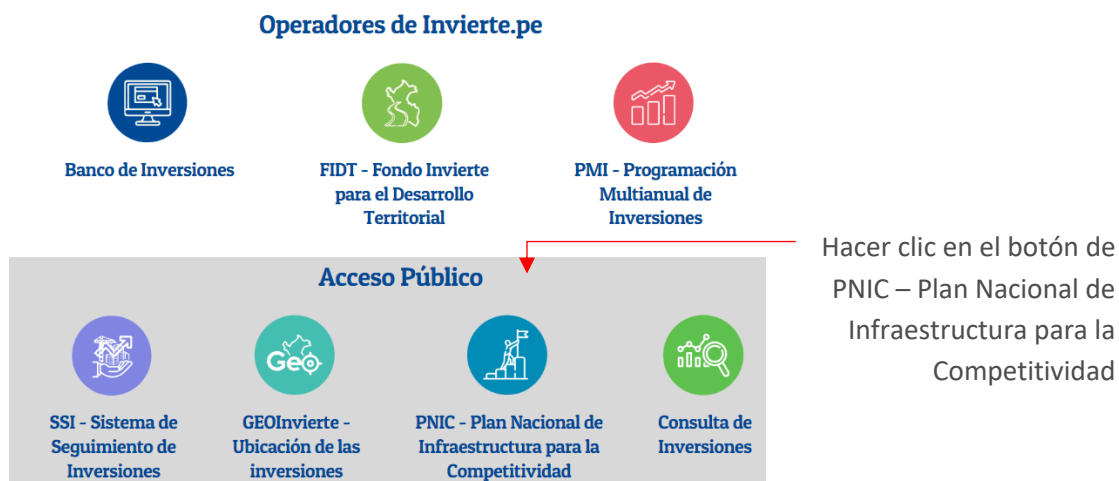 Operadores de Invierte.pe
Banco de Inversiones
FIDT - Fondo Invierte
para el Desarrollo
Territorial
PMI - Programación
Multianual de
Inversiones
Hacer clic en el botón de
PNIC – Plan Nacional de
Infraestructura para la
Competitividad
Acceso Público
Geo
SSI - Sistema de
Seguimiento de
Inversiones
GEOInvierte -
Ubicación de las
inversiones
PNIC - Plan Nacional de
Infraestructura para la
Competitividad
Consulta de
Inversiones